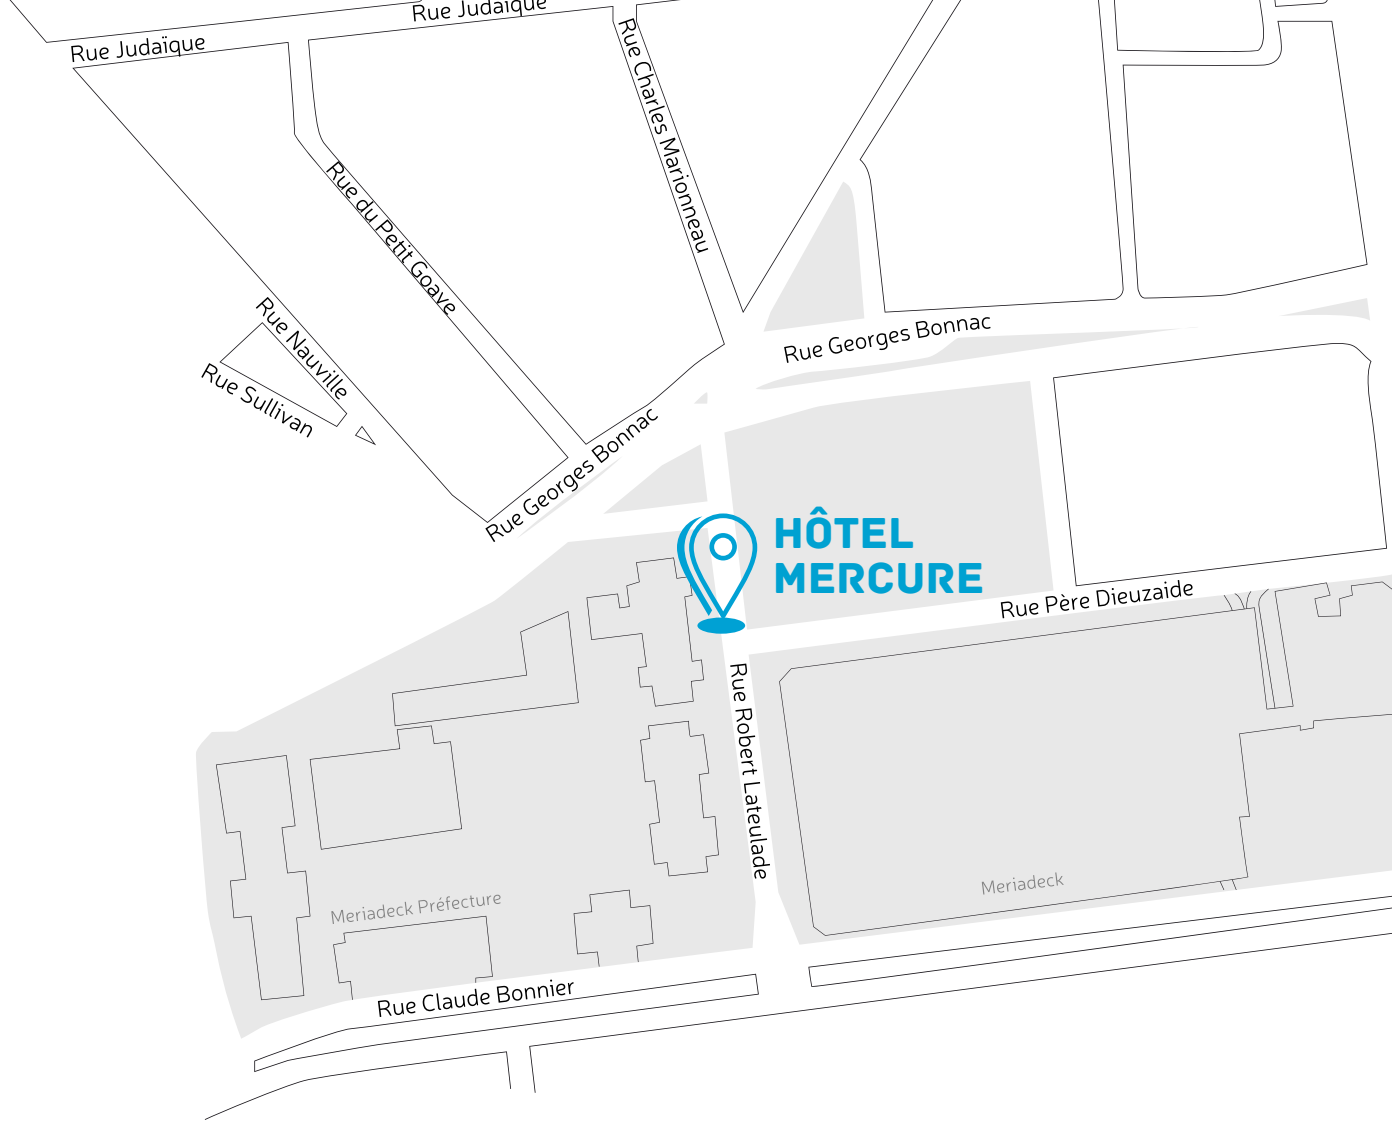 Rue Judaïque
Rue Judaïque
Rue Charles Marionneau
Rue du Petit Goave
Rue Nauville
Rue Sullivan
Rue Georges Bonnac
Rue Georges Bonnac
HÔTEL
MERCURE
Rue Père Dieuzaide
Rue Robert Lateulade
Meriadeck
Meriadeck Préfecture
Rue Claude Bonnier